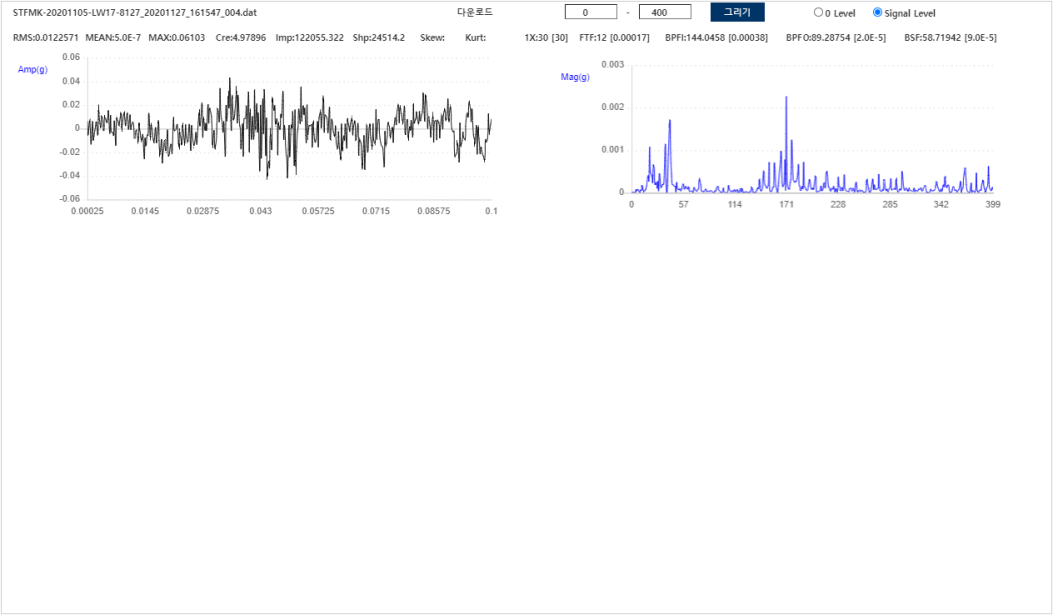 STFMK-20201105-LW17-8127_20201127_161547_004.dat 다운로드 0 - 400 그리기 0 Level Signal Level
RMS:0.0122571 MEAN:5.0E-7 MAX:0.06103 Cre:4.97896 Imp:122055.322 Shp:24514.2 Skew: Kurt: 1X:30 [30] FTF:12 [0.00017] BPFI:144.0458 [0.00038] BPFO:89.28754 [2.0E-5] BSF:58.71942 [9.0E-5]
Amp(g)
0.06
0.04
0.02
0
-0.02
-0.04
-0.06
0.00025 0.0145 0.02875 0.043 0.05725 0.0715 0.08575 0.1
Mag(g)
0.003
0.002
0.001
0
0 57 114 171 228 285 342 399